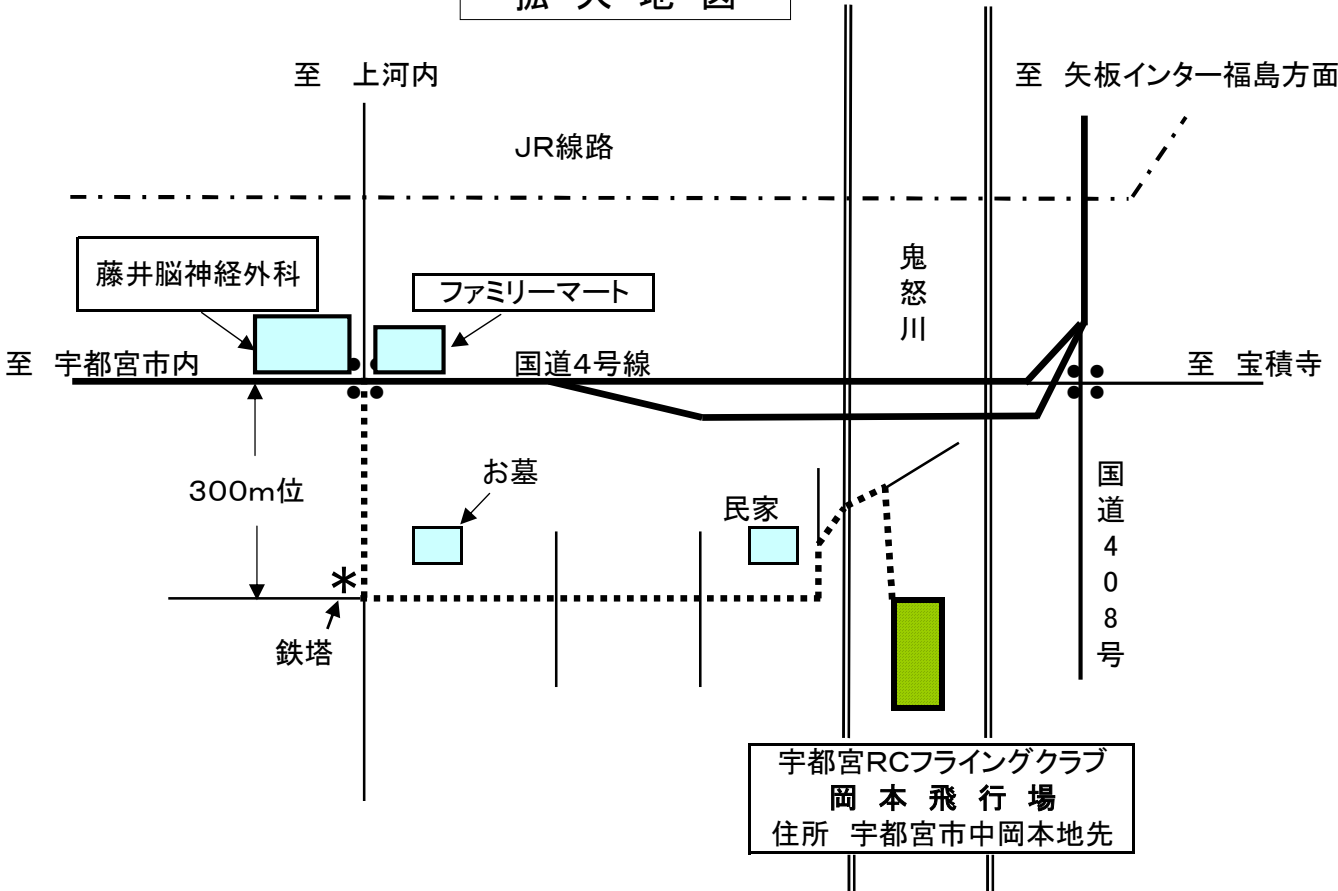 拡 大 地 図
至 上河内
至 矢板インター福島方面
JR線路
鬼怒川
藤井脳神経外科
ファミリーマート
至 宇都宮市内
国道4号線
至 宝積寺
お墓
300m位
民家
国道408号
*
鉄塔
宇都宮RCフライングクラブ
岡 本 飛 行 場
住所 宇都宮市中岡本地先